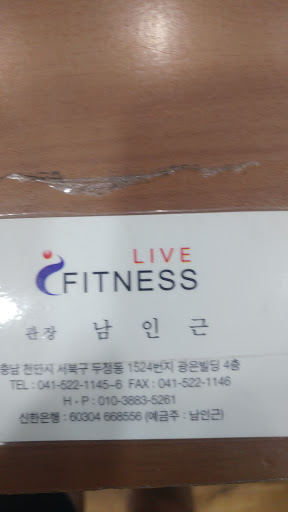 LIVE
FITNESS
관장 남 인 근
충남 천안시 서북구 두정동 1524번지 광은빌딩 4층
TEL : 041-522-1145~6 FAX : 041-522-1146
H · P : 010-3883-5261
신한은행 : 60304 668556 (예금주 : 남인근)